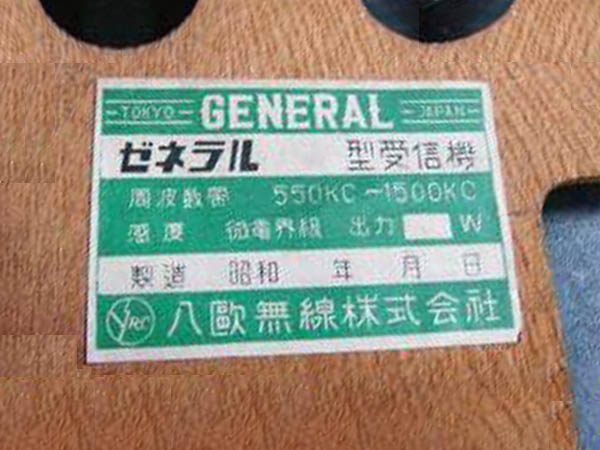 TOKYO GENERAL JAPAN
ゼネラル 型受信機
周波数帯 550KC~1500KC
感度 微電界級 出力 W
製造 昭和 年 月 日
YRC 八歐無線株式会社